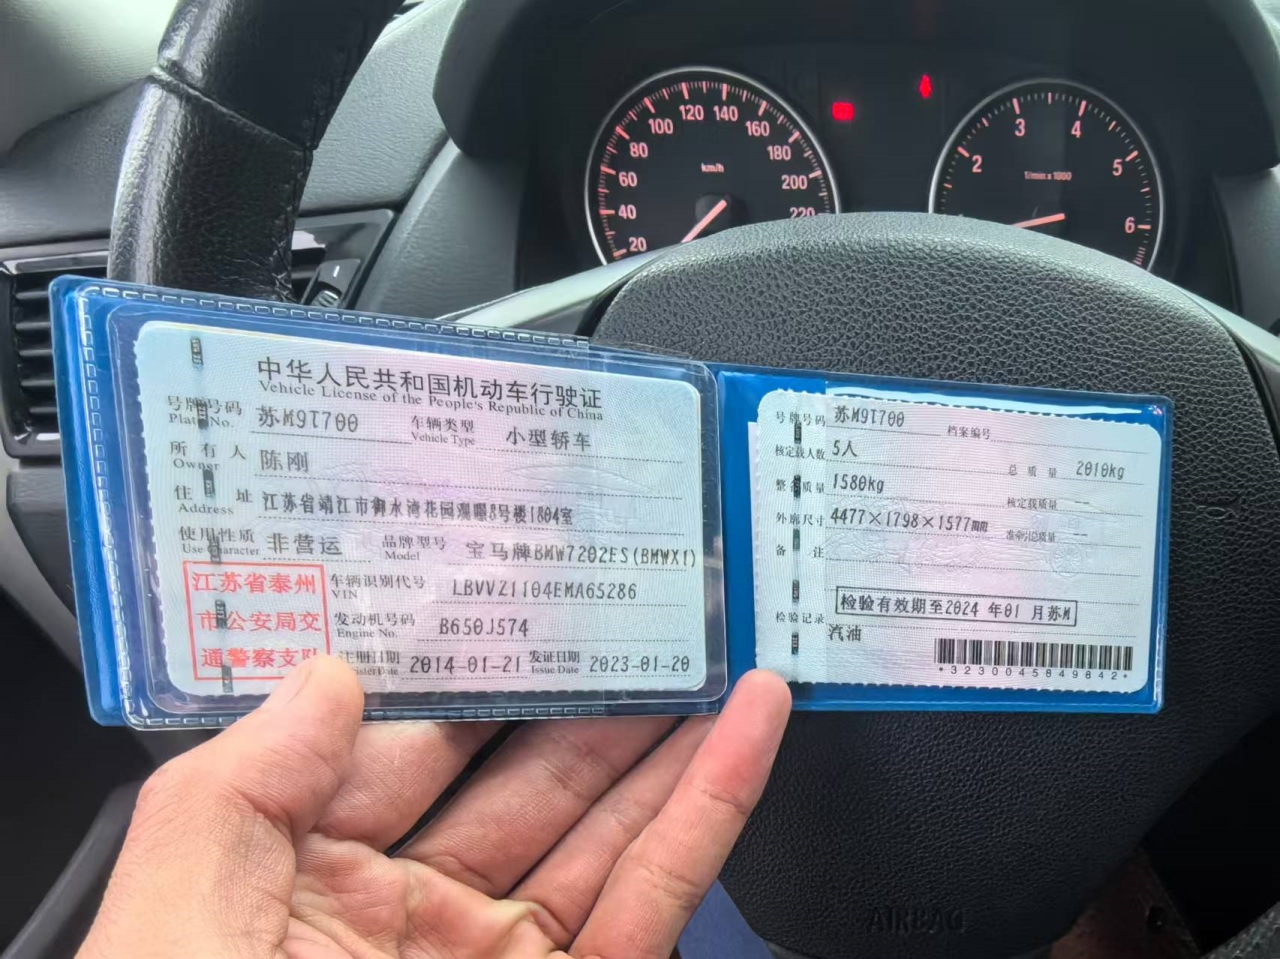 120 140
100 160
80 180
60 km/h 200
40 220
20
3 4
2 5
1/min x 1000
6
中华人民共和国机动车行驶证
Vehicle License of the People's Republic of China
号牌号码 苏M9T700 车辆类型 小型轿车
Plate No. Vehicle Type
所有人 陈刚
Owner
住址 江苏省靖江市御水湾花园观曙8号楼1804室
Address
使用性质 非营运 品牌型号 宝马牌BMW7202ES(BMWX1)
Use Character Model
江苏省泰州
市公安局交
通警察支队
车辆识别代号 LBVVZ1104EMA65286
VIN
发动机号码 B650J574
Engine No.
注册日期 2014-01-21 发证日期 2023-01-20
Issue Date
号牌号码 苏M9T700 档案编号
核定载人数 5人 总质量 2010kg
整备质量 1580kg 核定载质量 --
外廓尺寸 4477×1798×1577mm 准牵引总质量 --
备注
检验有效期至2024年01月苏M
检验记录
汽油
*3230045849842*
AIRBAG